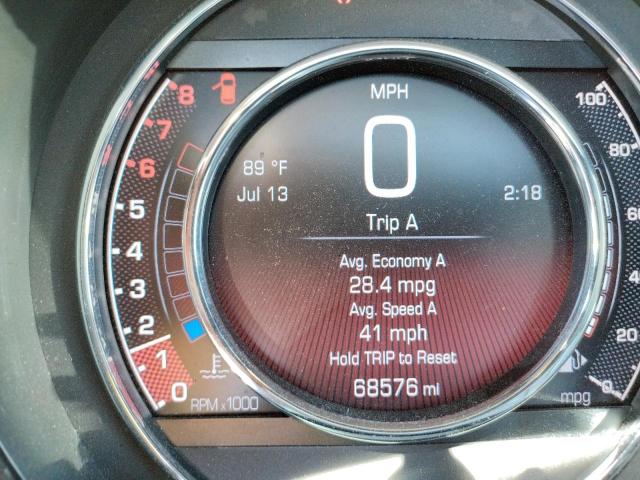 MPH
0
89 °F
Jul 13
2:18
Trip A
Avg. Economy A
28.4 mpg
Avg. Speed A
41 mph
Hold TRIP to Reset
68576 mi
8
7
6
5
4
3
2
1
0
RPM x1000
100
80
60
40
20
0
mpg